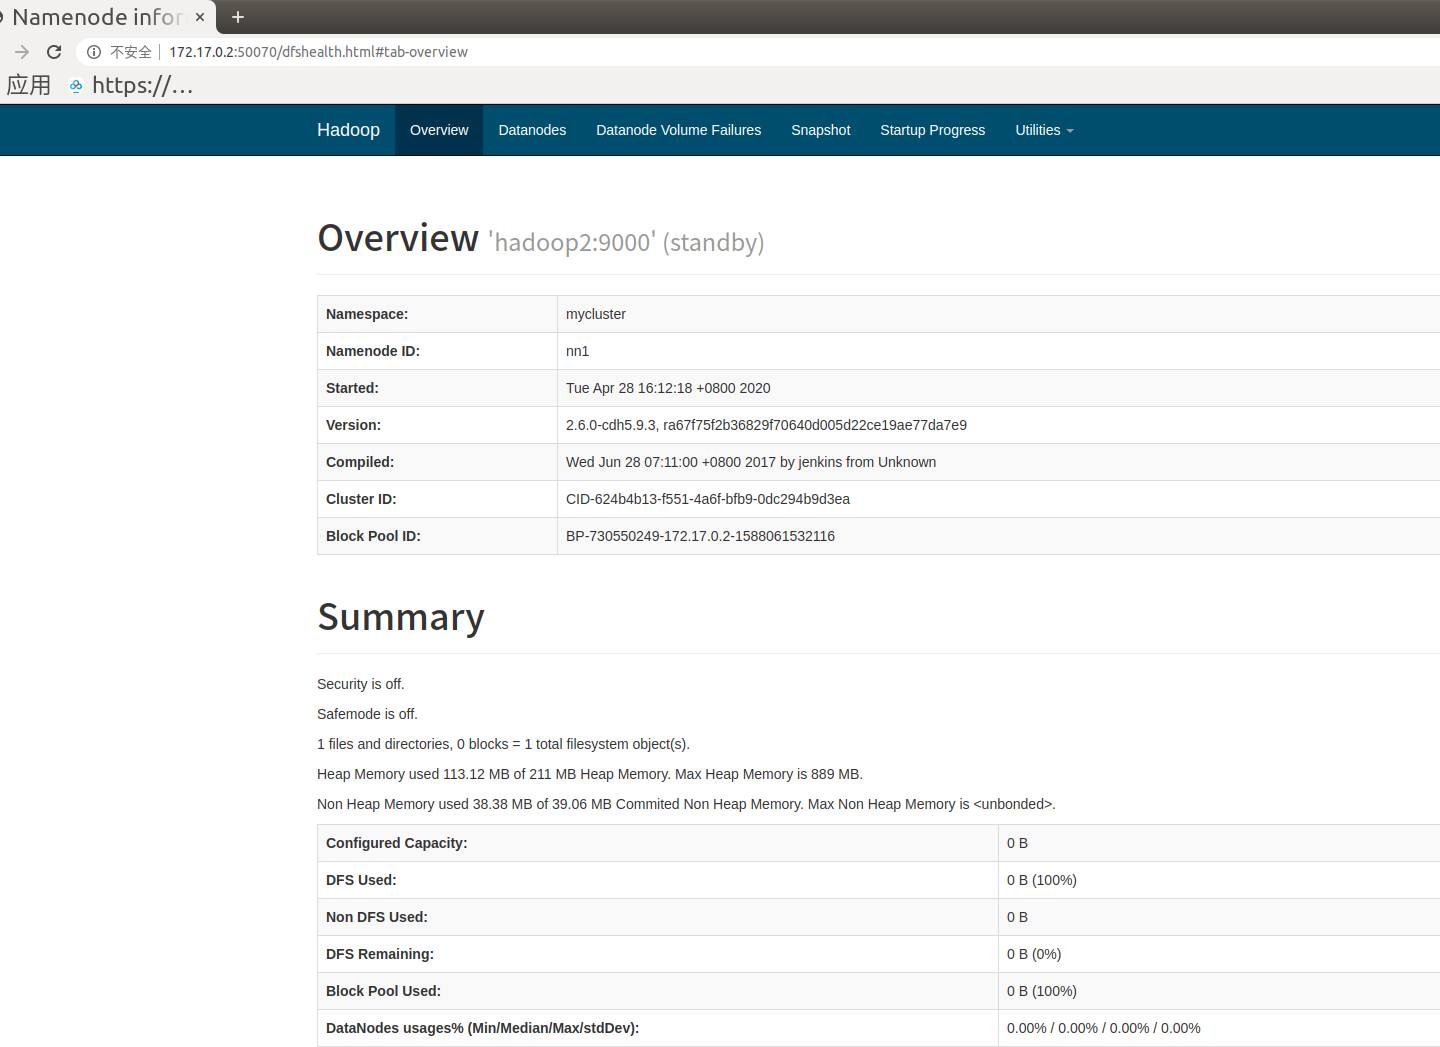 Namenode infor
172.17.0.2:50070/dfshealth.html#tab-overview
不安全
应用 https://...
Hadoop Overview Datanodes Datanode Volume Failures Snapshot Startup Progress Utilities
Overview 'hadoop2:9000' (standby)
Namespace: mycluster
Namenode ID: nn1
Started: Tue Apr 28 16:12:18 +0800 2020
Version: 2.6.0-cdh5.9.3, ra67f75f2b36829f70640d005d22ce19ae77da7e9
Compiled: Wed Jun 28 07:11:00 +0800 2017 by jenkins from Unknown
Cluster ID: CID-624b4b13-f551-4a6f-bfb9-0dc294b9d3ea
Block Pool ID: BP-730550249-172.17.0.2-1588061532116
Summary
Security is off.
Safemode is off.
1 files and directories, 0 blocks = 1 total filesystem object(s).
Heap Memory used 113.12 MB of 211 MB Heap Memory. Max Heap Memory is 889 MB.
Non Heap Memory used 38.38 MB of 39.06 MB Commited Non Heap Memory. Max Non Heap Memory is <unbonded>.
Configured Capacity: 0 B
DFS Used: 0 B (100%)
Non DFS Used: 0 B
DFS Remaining: 0 B (0%)
Block Pool Used: 0 B (100%)
DataNodes usages% (Min/Median/Max/stdDev): 0.00% / 0.00% / 0.00% / 0.00%